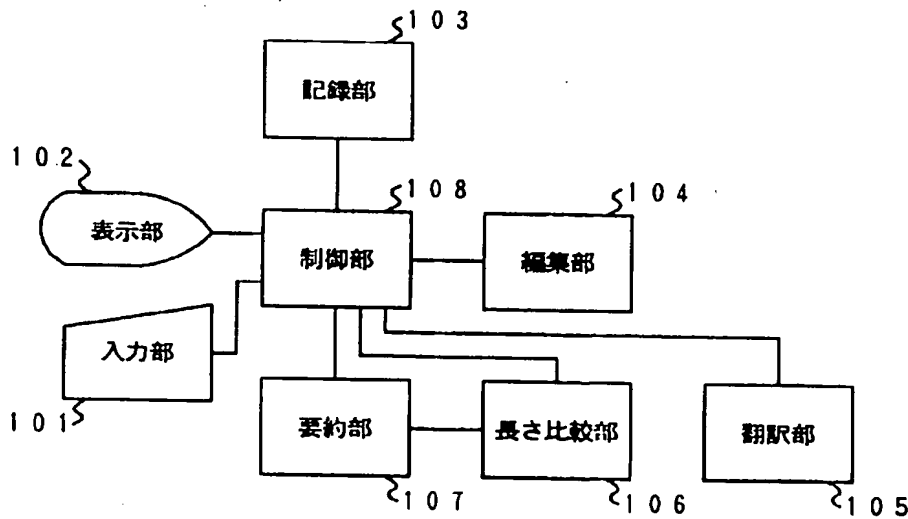 103
記録部
102
108
104
表示部
制御部
編集部
入力部
101
要約部
長さ比較部
翻訳部
107
106
105